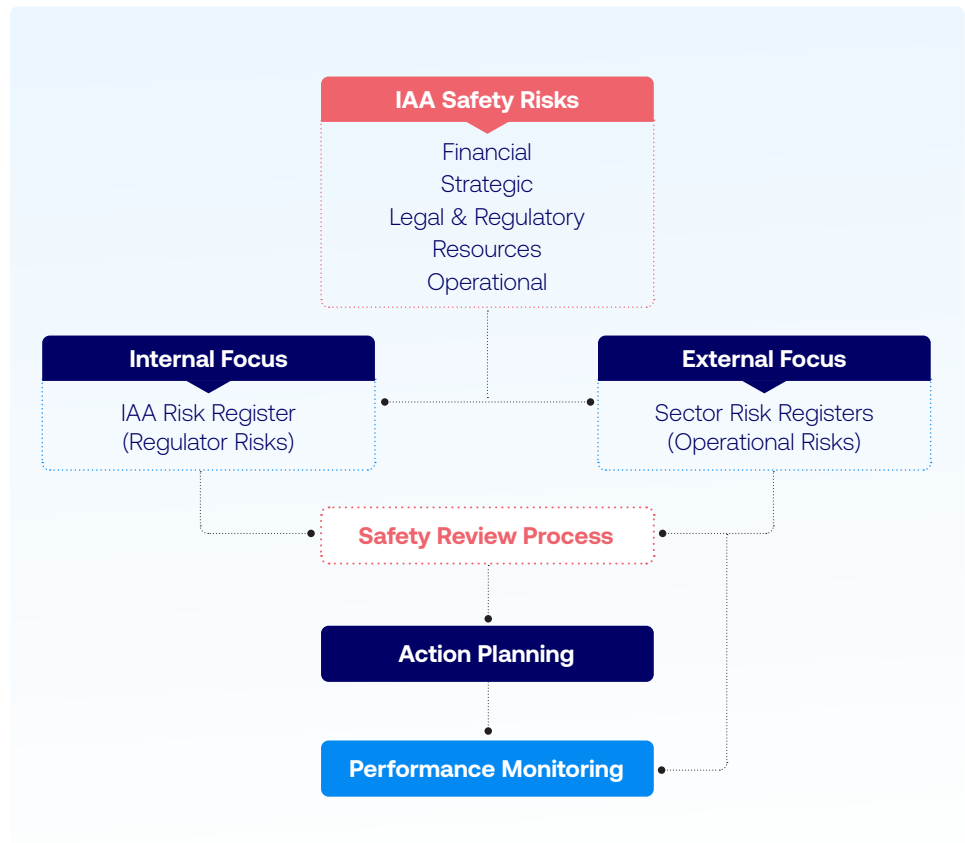 IAA Safety Risks
Financial
Strategic
Legal & Regulatory
Resources
Operational
Internal Focus
IAA Risk Register
(Regulator Risks)
External Focus
Sector Risk Registers
(Operational Risks)
Safety Review Process
Action Planning
Performance Monitoring